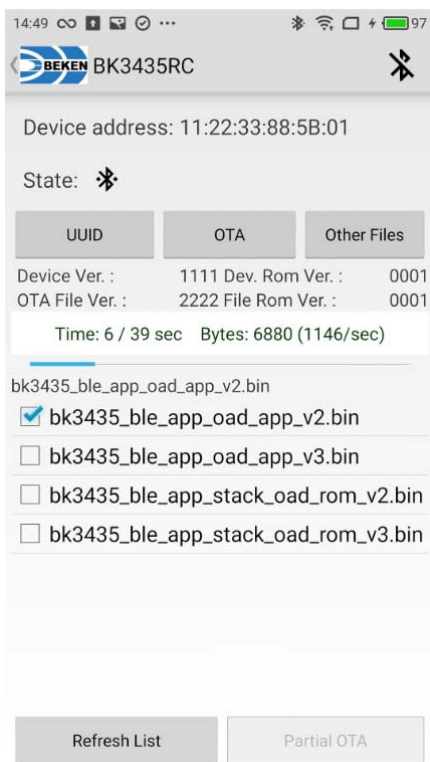 14:49 97
BEKEN BK3435RC
Device address: 11:22:33:88:5B:01
State:
UUID OTA Other Files
Device Ver. : 1111 Dev. Rom Ver. : 0001
OTA File Ver. : 2222 File Rom Ver. : 0001
Time: 6 / 39 sec Bytes: 6880 (1146/sec)
bk3435_ble_app_oad_app_v2.bin
bk3435_ble_app_oad_app_v2.bin
bk3435_ble_app_oad_app_v3.bin
bk3435_ble_app_stack_oad_rom_v2.bin
bk3435_ble_app_stack_oad_rom_v3.bin
Refresh List Partial OTA